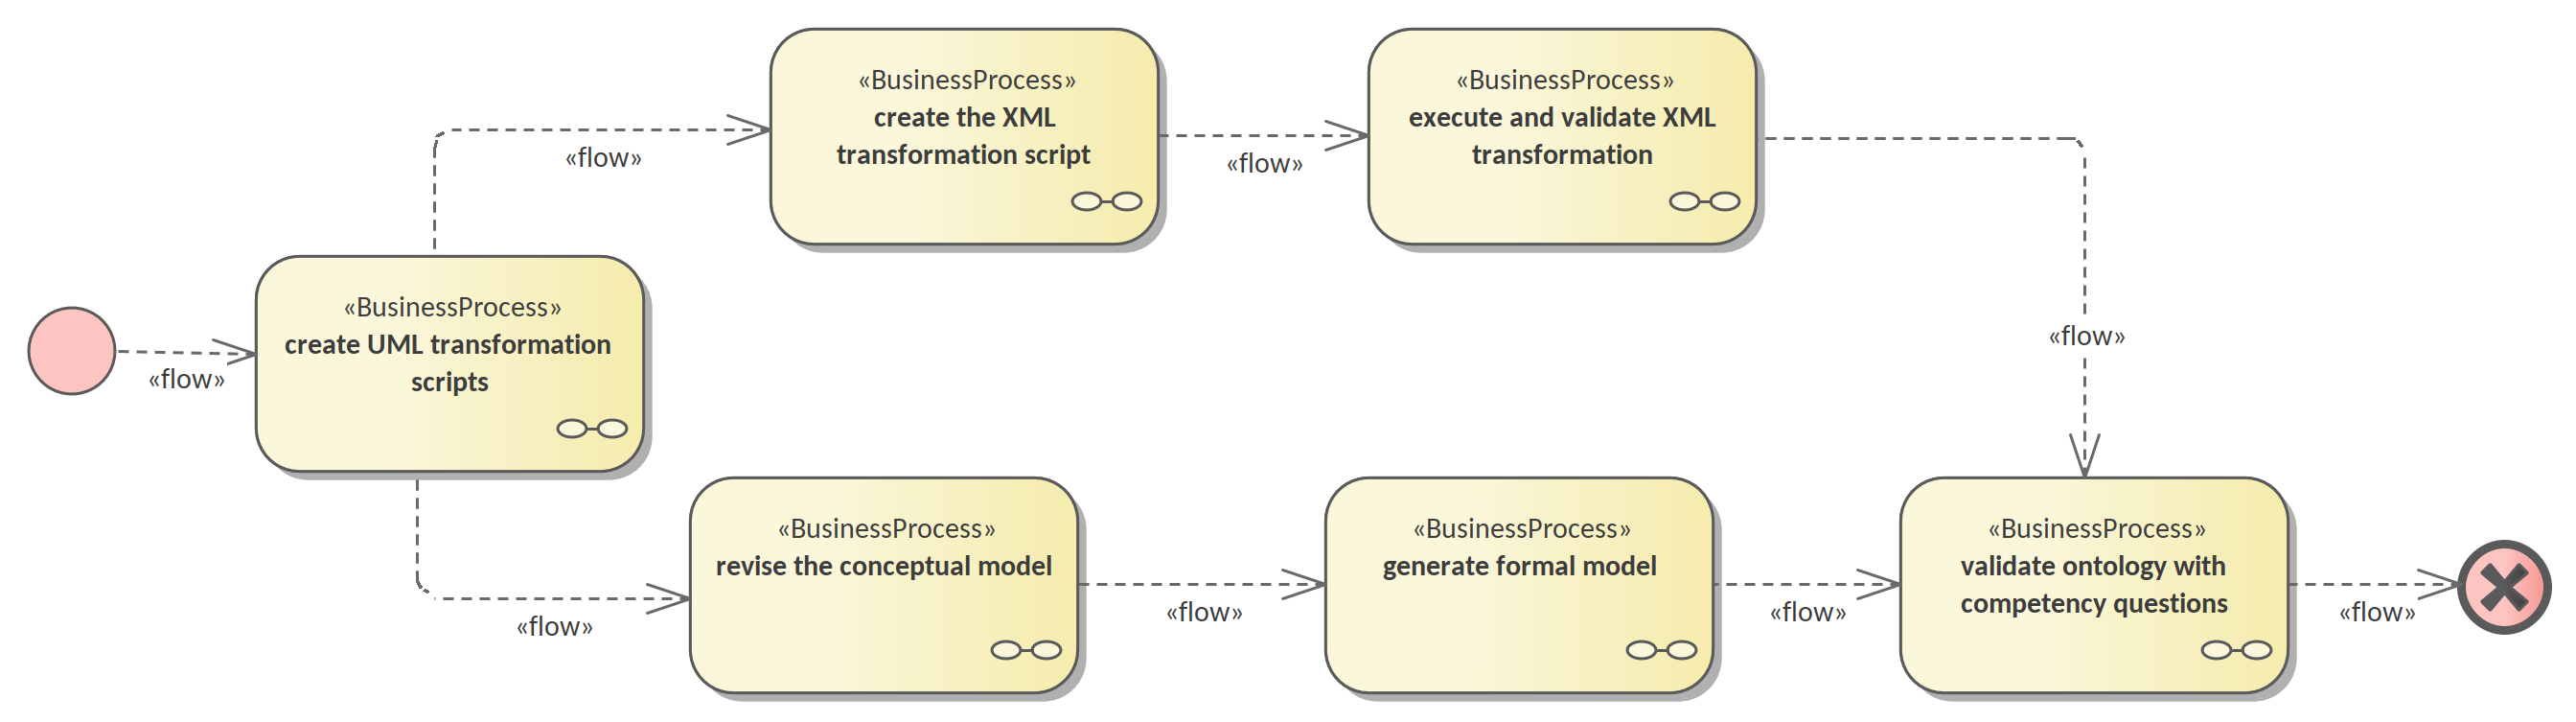 «BusinessProcess»
create the XML
transformation script
«BusinessProcess»
execute and validate XML
transformation
«flow»
«flow»
«BusinessProcess»
create UML transformation
scripts
«flow»
«flow»
«BusinessProcess»
revise the conceptual model
«BusinessProcess»
generate formal model
«BusinessProcess»
validate ontology with
competency questions
«flow»
«flow»
«flow»
«flow»